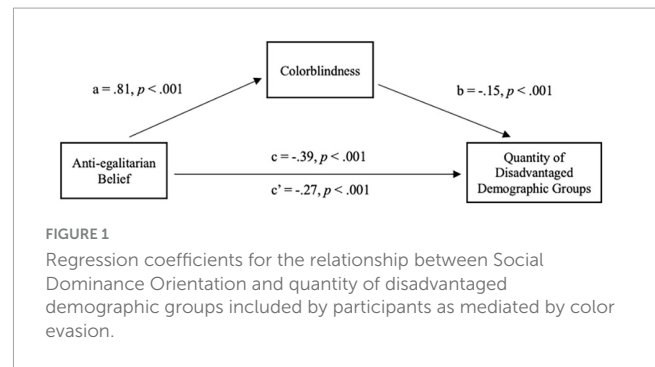 Colorblindness
a = .81, p < .001
b = -.15, p < .001
Anti-egalitarian
Belief
c = -.39, p < .001
c’ = -.27, p < .001
Quantity of
Disadvantaged
Demographic Groups
FIGURE 1
Regression coefficients for the relationship between Social
Dominance Orientation and quantity of disadvantaged
demographic groups included by participants as mediated by color
evasion.